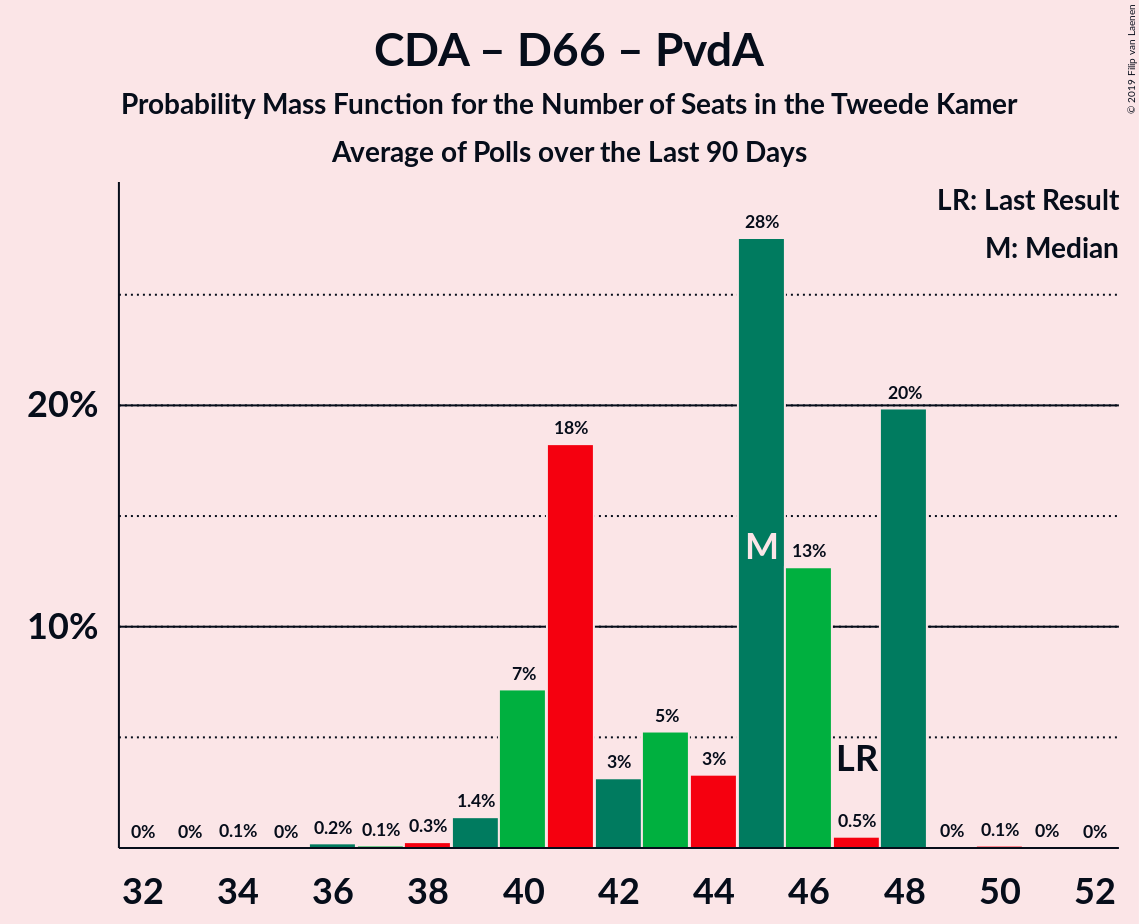 CDA – D66 – PvdA
Probability Mass Function for the Number of Seats in the Tweede Kamer
Average of Polls over the Last 90 Days
© 2019 Filip van Laenen
LR: Last Result
M: Median
20%
10%
0% 0% 0.1% 0% 0.2% 0.1% 0.3% 1.4% 7% 18% 3% 5% 3% 28% 13% 0.5% 20% 0% 0.1% 0% 0%
M
LR
32 34 36 38 40 42 44 46 48 50 52